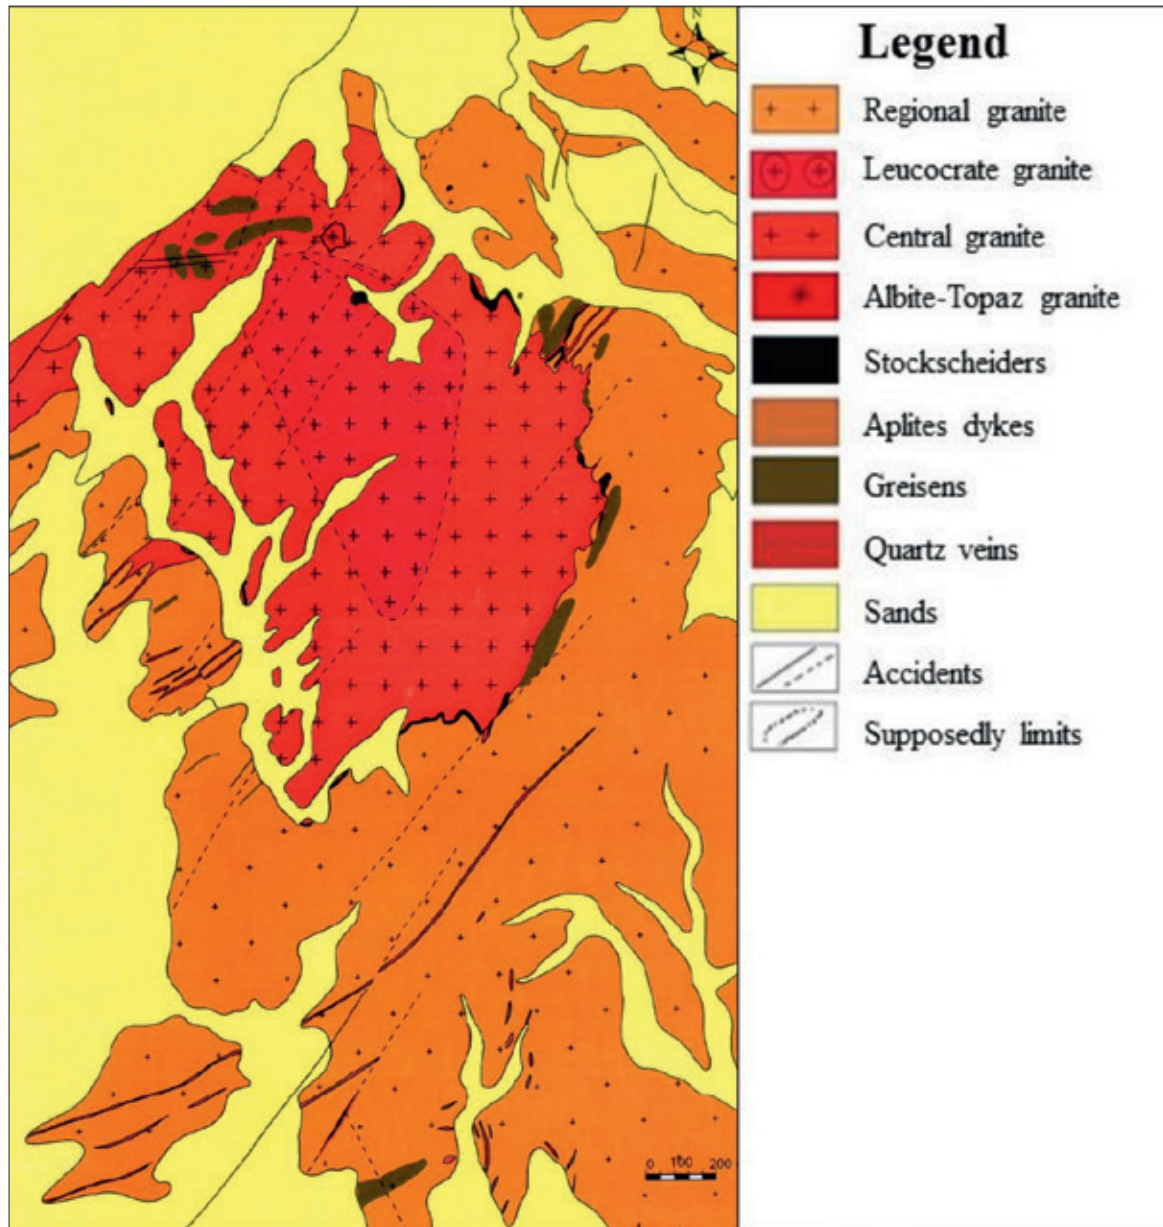 N
Legend
Regional granite
Leucocrate granite
Central granite
Albite-Topaz granite
Stockscheiders
Aplites dykes
Greisens
Quartz veins
Sands
Accidents
Supposedly limits
0 100 200